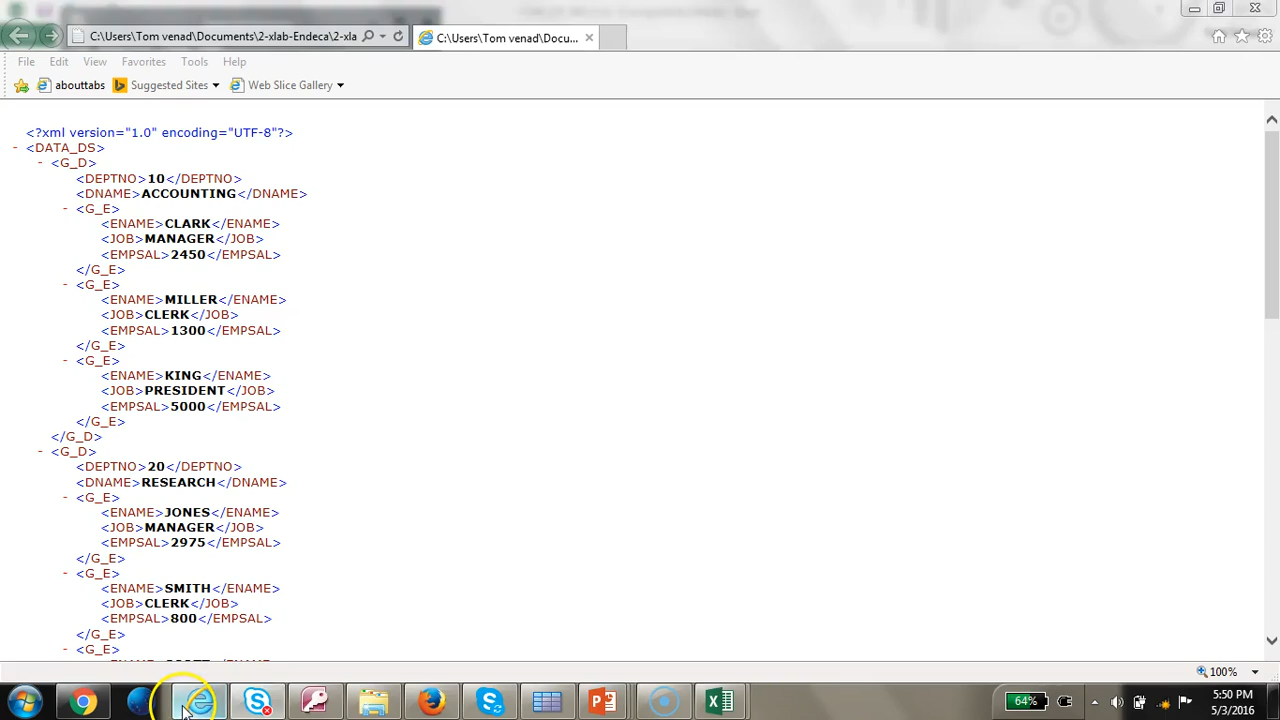 C:\Users\Tom venad\Documents\2-xlab-Endeca\2-xla
C:\Users\Tom venad\Docu...
File Edit View Favorites Tools Help
abouttabs Suggested Sites Web Slice Gallery
<?xml version="1.0" encoding="UTF-8"?>
- <DATA_DS>
- <G_D>
<DEPTNO>10</DEPTNO>
<DNAME>ACCOUNTING</DNAME>
- <G_E>
<ENAME>CLARK</ENAME>
<JOB>MANAGER</JOB>
<EMPSAL>2450</EMPSAL>
</G_E>
- <G_E>
<ENAME>MILLER</ENAME>
<JOB>CLERK</JOB>
<EMPSAL>1300</EMPSAL>
</G_E>
- <G_E>
<ENAME>KING</ENAME>
<JOB>PRESIDENT</JOB>
<EMPSAL>5000</EMPSAL>
</G_E>
</G_D>
- <G_D>
<DEPTNO>20</DEPTNO>
<DNAME>RESEARCH</DNAME>
- <G_E>
<ENAME>JONES</ENAME>
<JOB>MANAGER</JOB>
<EMPSAL>2975</EMPSAL>
</G_E>
- <G_E>
<ENAME>SMITH</ENAME>
<JOB>CLERK</JOB>
<EMPSAL>800</EMPSAL>
</G_E>
- <G_E>
100%
64%
5:50 PM
5/3/2016